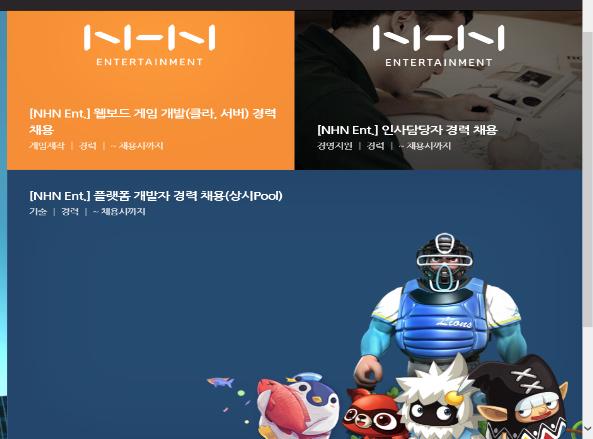 NHN
ENTERTAINMENT
[NHN Ent.] 웹보드 게임 개발(클라, 서버) 경력
채용
게임제작 | 경력 | ~ 채용시까지
NHN
ENTERTAINMENT
[NHN Ent.] 인사담당자 경력 채용
경영지원 | 경력 | ~ 채용시까지
[NHN Ent.] 플랫폼 개발자 경력 채용(상시Pool)
기술 | 경력 | ~ 채용시까지
Lions